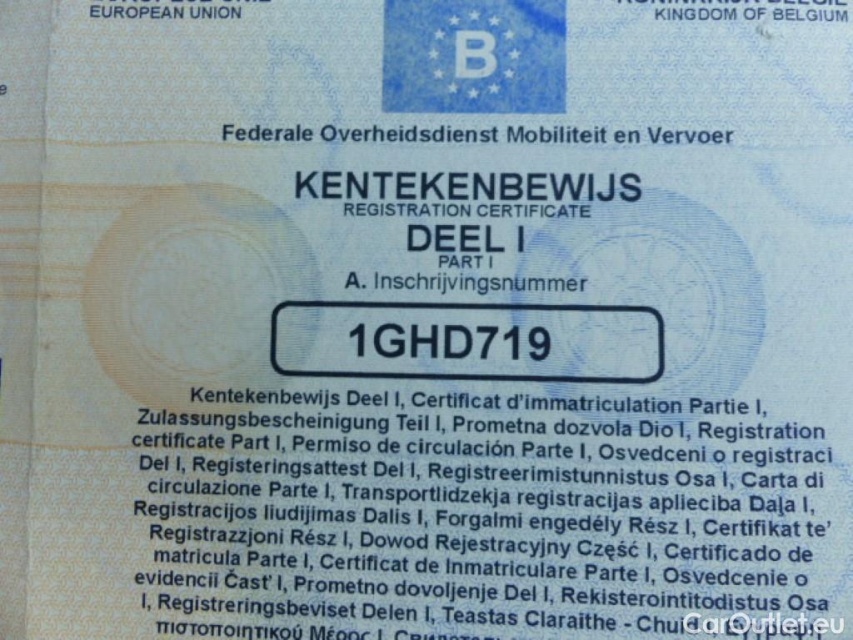 EUROPEAN UNION
KINGDOM OF BELGIUM
B
Federale Overheidsdienst Mobiliteit en Vervoer
KENTEKENBEWIJS
REGISTRATION CERTIFICATE
DEEL I
PART I
A. Inschrijvingsnummer
1GHD719
Kentekenbewijs Deel I, Certificat d'immatriculation Partie I,
Zulassungsbescheinigung Teil I, Prometna dozvola Dio I, Registration
certificate Part I, Permiso de circulación Parte I, Osvedceni o registraci
Del I, Registeringsattest Del I, Registreerimistunnistus Osa I, Carta di
circulazione Parte I, Transportlidzekja registracijas aplieciba Daļa I,
Registracijos liudijimas Dalis I, Forgalmi engedély Rész I, Certifikat te'
Registrazzjoni Rész I, Dowod Rejestracyjny Część I, Certificado de
matricula Parte I, Certificat de Inmatriculare Parte I, Osvedcenie o
evidencii Časť I, Prometno dovoljenje Del I, Rekisterointitodistus Osa
I, Registreringsbeviset Delen I, Teastas Claraithe - Chuid
πιστοποιητικού Μέρος I,
CarOutlet.eu